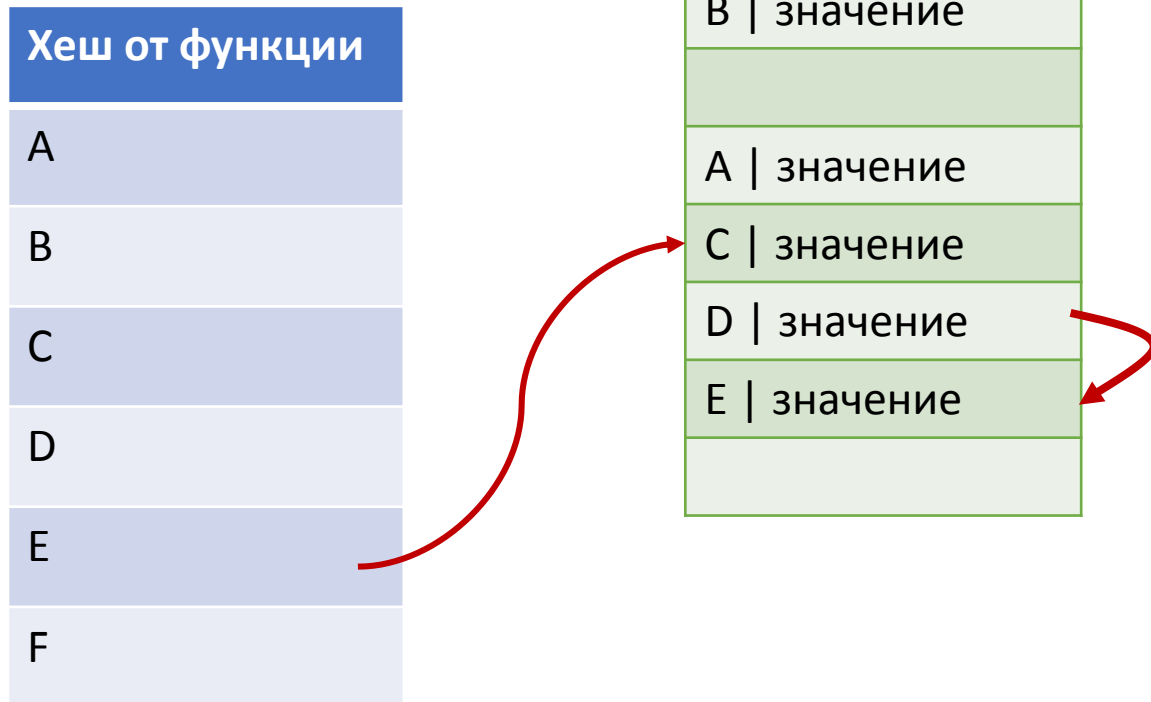 Хеш от функции
A
B
C
D
E
F
B | значение
A | значение
C | значение
D | значение
E | значение